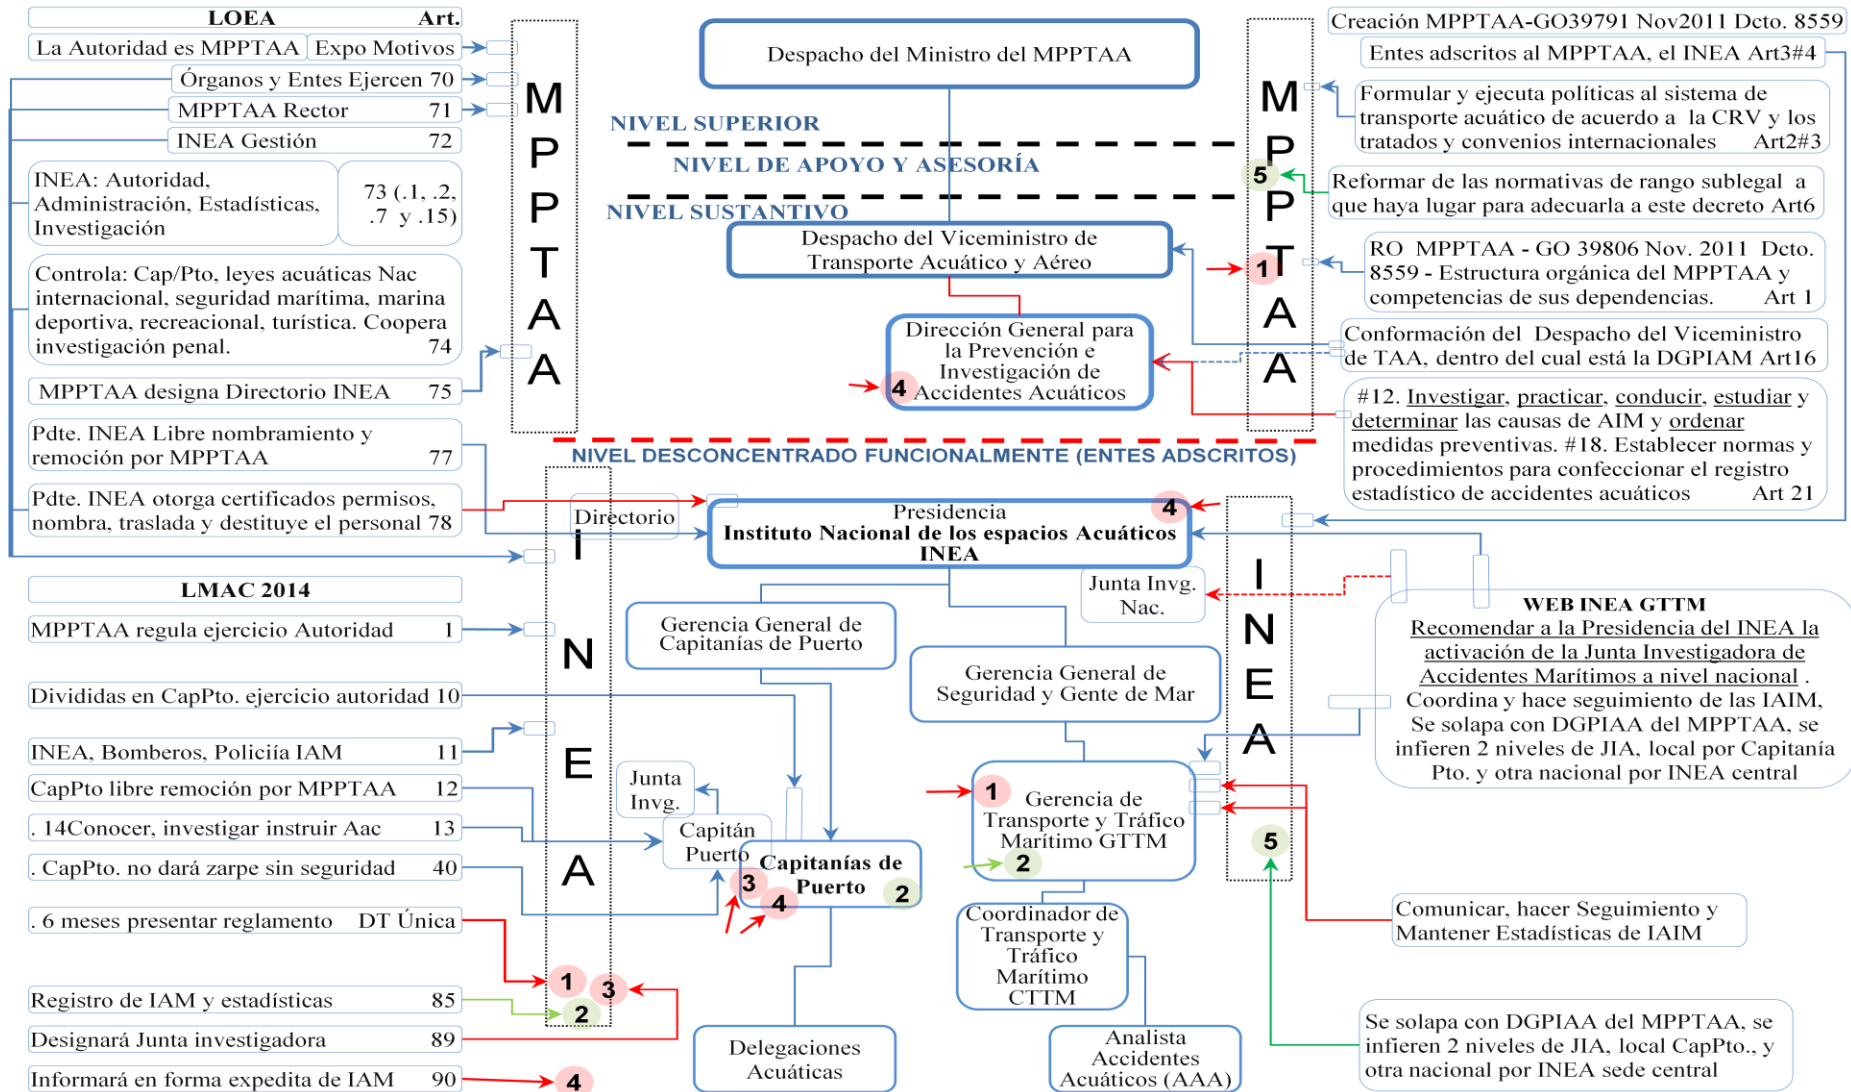 LOEA Art.
La Autoridad es MPPTAA Expo Motivos
Órganos y Entes Ejercen 70
MPPTAA Rector 71
INEA Gestión 72
INEA: Autoridad,
Administración, Estadísticas,
Investigación
73 (.1, .2,
.7 y .15)
Controla: Cap/Pto, leyes acuáticas Nac
internacional, seguridad marítima, marina
deportiva, recreacional, turística. Coopera
investigación penal. 74
MPPTAA designa Directorio INEA 75
Pdte. INEA Libre nombramiento y
remoción por MPPTAA 77
Pdte. INEA otorga certificados permisos,
nombra, traslada y destituye el personal 78
LMAC 2014
MPPTAA regula ejercicio Autoridad 1
Divididas en CapPto. ejercicio autoridad 10
INEA, Bomberos, Policiía IAM 11
CapPto libre remoción por MPPTAA 12
. 14Conocer, investigar instruir Aac 13
. CapPto. no dará zarpe sin seguridad 40
. 6 meses presentar reglamento DT Única
Registro de IAM y estadísticas 85
Designará Junta investigadora 89
Informará en forma expedita de IAM 90
4
M
P
P
T
A
A
I
N
E
A
1
3
2
Despacho del Ministro del MPPTAA
NIVEL SUPERIOR
NIVEL DE APOYO Y ASESORÍA
NIVEL SUSTANTIVO
Despacho del Viceministro de
Transporte Acuático y Aéreo
Dirección General para
la Prevención e
Investigación de
Accidentes Acuáticos
4
NIVEL DESCONCENTRADO FUNCIONALMENTE (ENTES ADSCRITOS)
Directorio
Presidencia
Instituto Nacional de los espacios Acuáticos
INEA
4
Junta Invg.
Nac.
Gerencia General de
Capitanías de Puerto
Gerencia General de
Seguridad y Gente de Mar
Junta
Invg.
Capitán
Puerto
Capitanías de
Puerto
3
4
2
1
Gerencia de
Transporte y Tráfico
Marítimo GTTM
2
Coordinador de
Transporte y
Tráfico
Marítimo
CTTM
Delegaciones
Acuáticas
Analista
Accidentes
Acuáticos (AAA)
M
P
P
T
A
A
5
1
I
N
E
A
5
Creación MPPTAA-GO39791 Nov2011 Dcto. 8559
Entes adscritos al MPPTAA, el INEA Art3#4
Formular y ejecuta políticas al sistema de
transporte acuático de acuerdo a la CRV y los
tratados y convenios internacionales Art2#3
Reformar de las normativas de rango sublegal a
que haya lugar para adecuarla a este decreto Art6
RO MPPTAA - GO 39806 Nov. 2011 Dcto.
8559 - Estructura orgánica del MPPTAA y
competencias de sus dependencias. Art 1
Conformación del Despacho del Viceministro
de TAA, dentro del cual está la DGPIAM Art16
#12. Investigar, practicar, conducir, estudiar y
determinar las causas de AIM y ordenar
medidas preventivas. #18. Establecer normas y
procedimientos para confeccionar el registro
estadístico de accidentes acuáticos Art 21
WEB INEA GTTM
Recomendar a la Presidencia del INEA la
activación de la Junta Investigadora de
Accidentes Marítimos a nivel nacional .
Coordina y hace seguimiento de las IAIM,
Se solapa con DGPIAA del MPPTAA, se
infieren 2 niveles de JIA, local por Capitanía
Pto. y otra nacional por INEA central
Comunicar, hacer Seguimiento y
Mantener Estadísticas de IAIM
Se solapa con DGPIAA del MPPTAA, se
infieren 2 niveles de JIA, local CapPto., y
otra nacional por INEA sede central